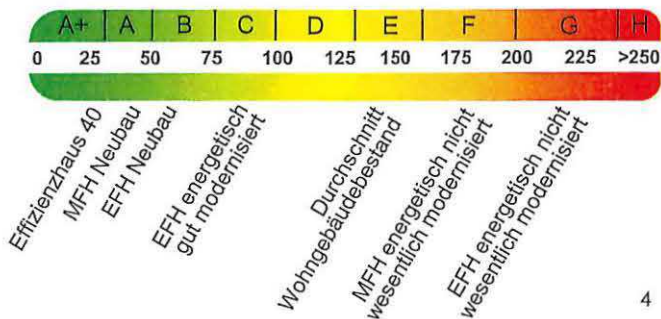 A+ A B C D E F G H
0 25 50 75 100 125 150 175 200 225 >250
Effizienzhaus 40
MFH Neubau
EFH Neubau
EFH energetisch
gut modernisiert
Durchschnitt
Wohngebäudebestand
MFH energetisch nicht
wesentlich modernisiert
EFH energetisch nicht
wesentlich modernisiert
4